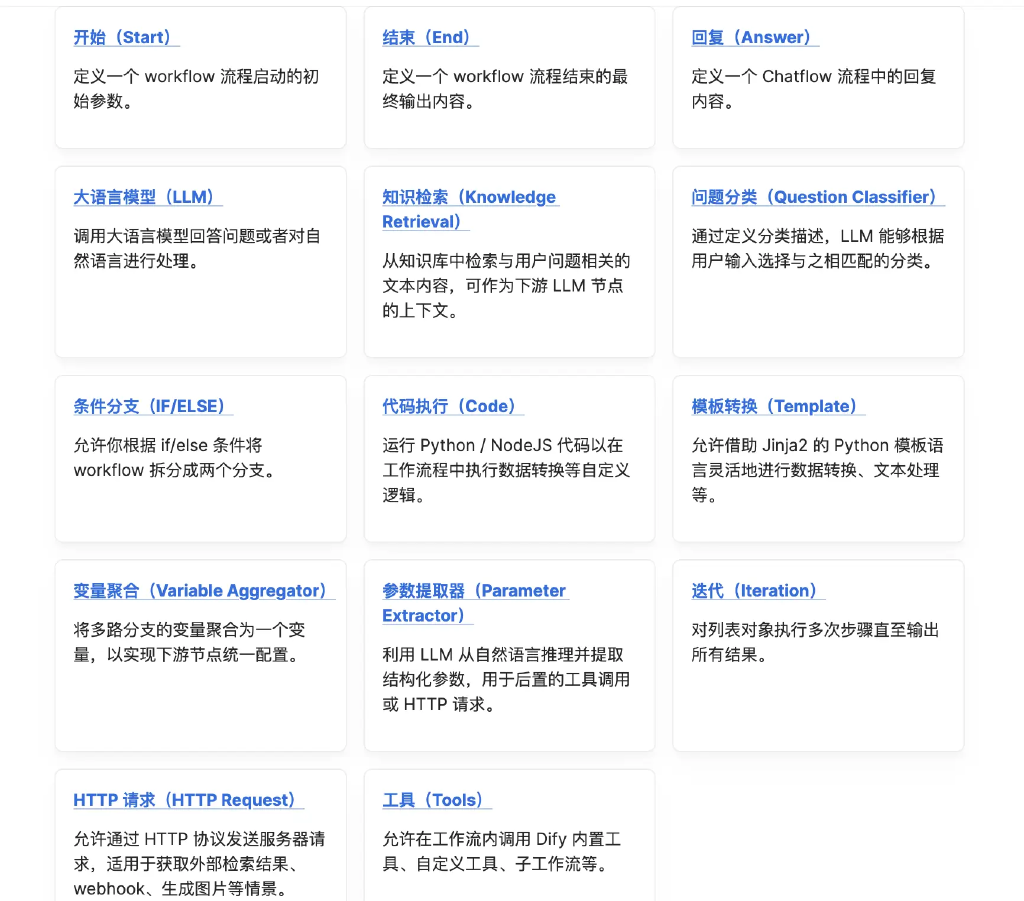 开始（Start）
定义一个 workflow 流程启动的初
始参数。
结束（End）
定义一个 workflow 流程结束的最
终输出内容。
回复（Answer）
定义一个 Chatflow 流程中的回复
内容。
大语言模型（LLM）
调用大语言模型回答问题或者对自
然语言进行处理。
知识检索（Knowledge
Retrieval）
从知识库中检索与用户问题相关的
文本内容，可作为下游 LLM 节点
的上下文。
问题分类（Question Classifier）
通过定义分类描述，LLM 能够根据
用户输入选择与之相匹配的分类。
条件分支（IF/ELSE）
允许你根据 if/else 条件将
workflow 拆分成两个分支。
代码执行（Code）
运行 Python / NodeJS 代码以在
工作流程中执行数据转换等自定义
逻辑。
模板转换（Template）
允许借助 Jinja2 的 Python 模板语
言灵活地进行数据转换、文本处理
等。
变量聚合（Variable Aggregator）
将多路分支的变量聚合为一个变
量，以实现下游节点统一配置。
参数提取器（Parameter
Extractor）
利用 LLM 从自然语言推理并提取
结构化参数，用于后置的工具调用
或 HTTP 请求。
迭代（Iteration）
对列表对象执行多次步骤直至输出
所有结果。
HTTP 请求（HTTP Request）
允许通过 HTTP 协议发送服务器请
求，适用于获取外部检索结果、
webhook、生成图片等情景。
工具（Tools）
允许在工作流内调用 Dify 内置工
具、自定义工具、子工作流等。